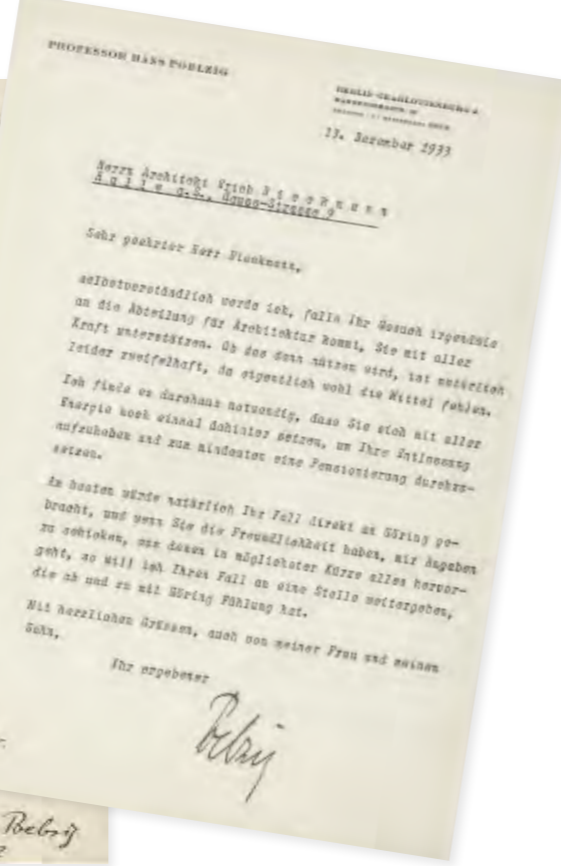 PROFESSOR HANS POELZIG
BERLIN-CHARLOTTENBURG
13. Dezember 1933
Herrn Architekt Erich Dieckmann
Straße 9
Sehr geehrter Herr Dieckmann,
selbstverständlich werde ich, falls Ihr Gesuch irgendwie
an die Abteilung für Architektur kommt, Sie mit aller
Kraft unterstützen. Ob das dann nützen wird, ist natürlich
leider zweifelhaft, da eigentlich wohl die Mittel fehlen.
Ich finde es durchaus notwendig, dass Sie sich mit aller
Energie noch einmal dahinter setzen, um Ihre Entlassung
aufzuheben und zum mindesten eine Pensionierung durchzu-
setzen.
Am besten würde natürlich Ihr Fall direkt an Göring ge-
bracht, und wenn Sie die Freundlichkeit haben, mir Angaben
zu schicken, aus denen in möglichster Kürze alles hervor-
geht, so will ich Ihren Fall an eine Stelle weitergeben,
die ab und zu mit Göring Fühlung hat.
Mit herzlichen Grüssen, auch von meiner Frau und meinem
Sohn,
Ihr ergebener
Poelzig
Poelzig